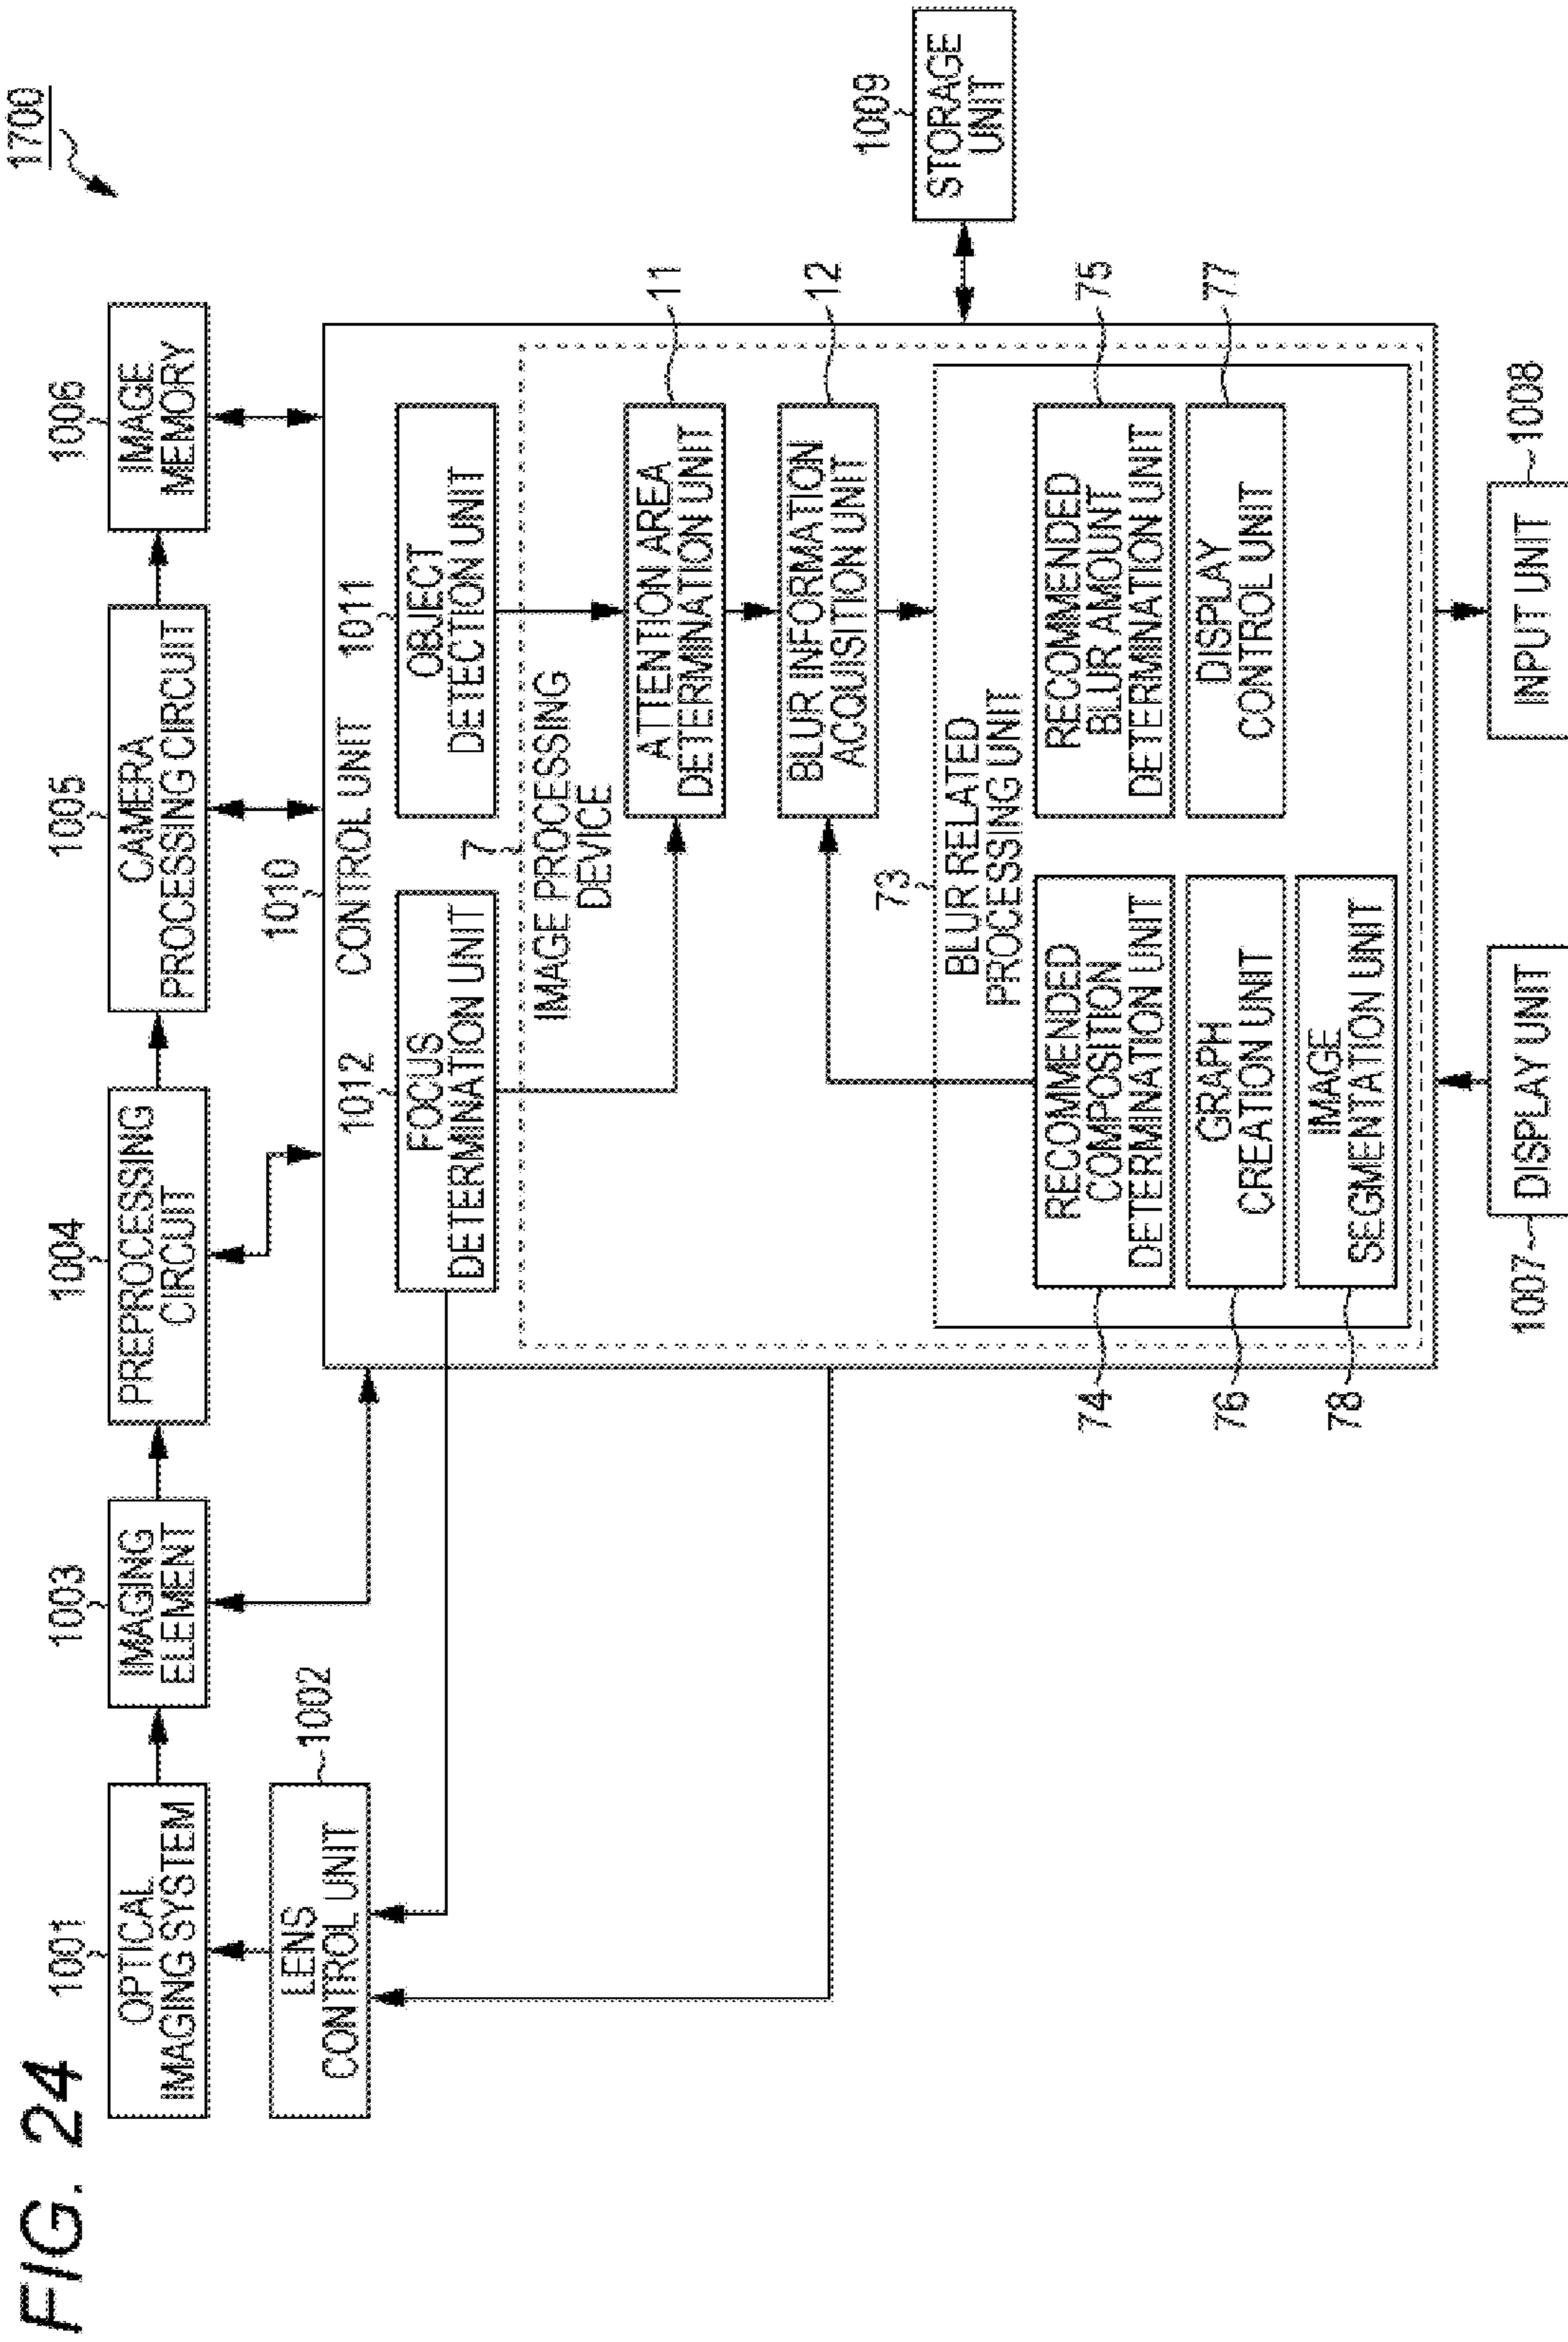 FIG. 24
1700
1001
OPTICAL
IMAGING SYSTEM
1003
IMAGING
ELEMENT
1004
PREPROCESSING
CIRCUIT
1005
CAMERA
PROCESSING CIRCUIT
1006
IMAGE
MEMORY
LENS
CONTROL UNIT
1002
1010
CONTROL UNIT
1012
FOCUS
DETERMINATION UNIT
1011
OBJECT
DETECTION UNIT
7
IMAGE PROCESSING
DEVICE
ATTENTION AREA
DETERMINATION UNIT
11
BLUR INFORMATION
ACQUISITION UNIT
12
73
BLUR RELATED
PROCESSING UNIT
74
RECOMMENDED
COMPOSITION
DETERMINATION UNIT
RECOMMENDED
BLUR AMOUNT
DETERMINATION UNIT
75
76
GRAPH
CREATION UNIT
DISPLAY
CONTROL UNIT
77
78
IMAGE
SEGMENTATION UNIT
1009
STORAGE
UNIT
1007
DISPLAY UNIT
INPUT UNIT
1008